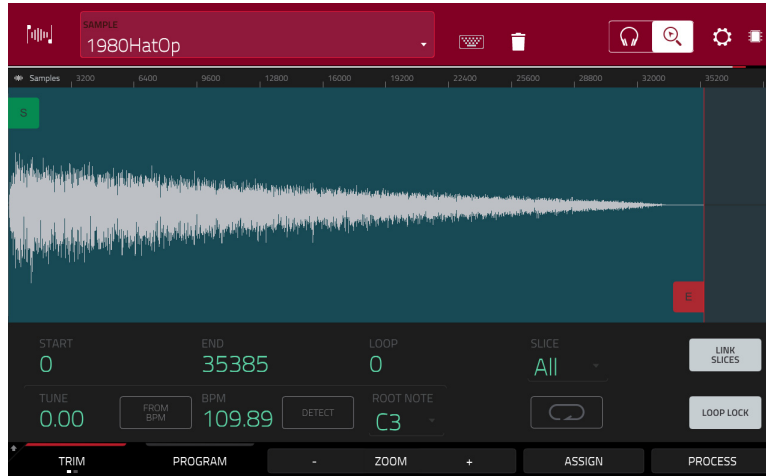 SAMPLE
1980HatOp
Samples 3200 6400 9600 12800 16000 19200 22400 25600 28800 32000 35200
S
E
START END LOOP SLICE
0 35385 0 All
LINK
SLICES
TUNE BPM ROOT NOTE
0.00 FROM BPM 109.89 DETECT C3 LOOP LOCK
TRIM PROGRAM - ZOOM + ASSIGN PROCESS